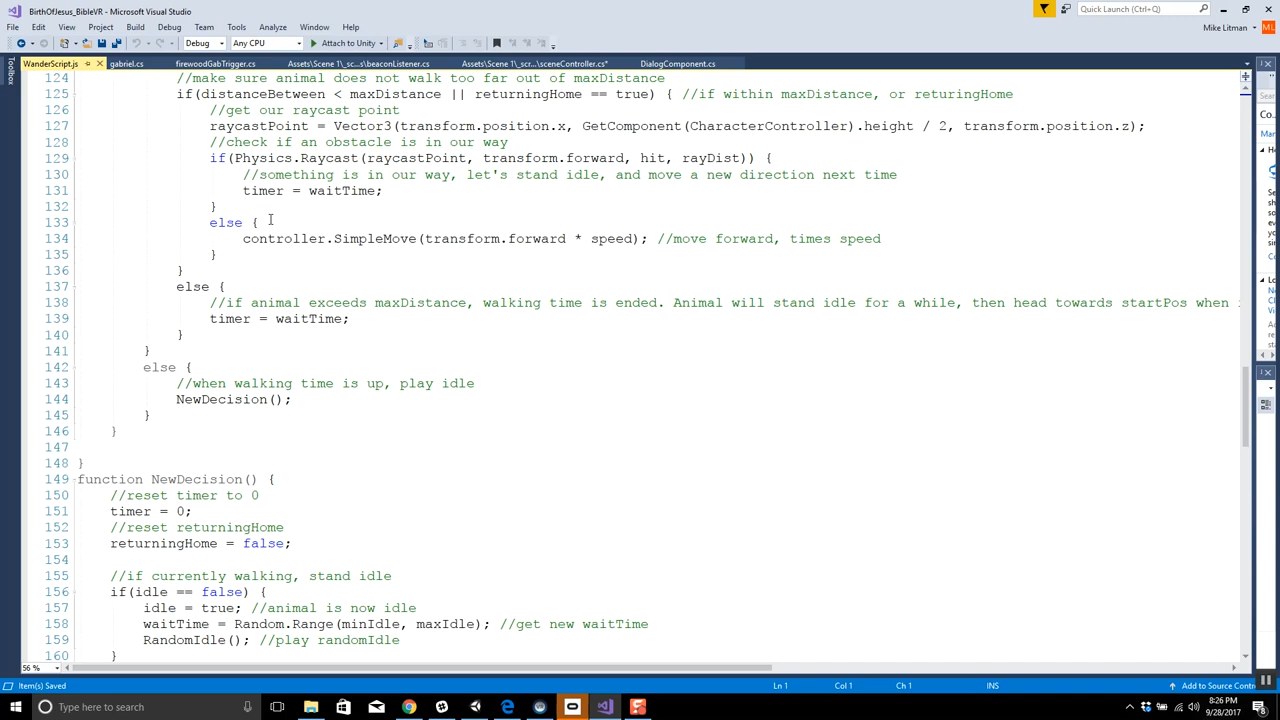 BirthOfJesus_BibleVR - Microsoft Visual Studio
Quick Launch (Ctrl+Q)
File Edit View Project Build Debug Team Tools Test Analyze Window Help
Mike Litman ML
Debug Any CPU Attach to Unity
WanderScript.js gabriel.cs firewoodGabTrigger.cs Assets\Scene 1\_s...s\beaconListener.cs Assets\Scene 1\_scr...\sceneController.cs* DialogComponent.cs
Toolbox
124 //make sure animal does not walk too far out of maxDistance
125 if(distanceBetween < maxDistance || returningHome == true) { //if within maxDistance, or returingHome
126 //get our raycast point
127 raycastPoint = Vector3(transform.position.x, GetComponent(CharacterController).height / 2, transform.position.z);
128 //check if an obstacle is in our way
129 if(Physics.Raycast(raycastPoint, transform.forward, hit, rayDist)) {
130 //something is in our way, let's stand idle, and move a new direction next time
131 timer = waitTime;
132 }
133 else {
134 controller.SimpleMove(transform.forward * speed); //move forward, times speed
135 }
136 }
137 else {
138 //if animal exceeds maxDistance, walking time is ended. Animal will stand idle for a while, then head towards startPos when
139 timer = waitTime;
140 }
141 }
142 else {
143 //when walking time is up, play idle
144 NewDecision();
145 }
146 }
147
148 }
149 function NewDecision() {
150 //reset timer to 0
151 timer = 0;
152 //reset returningHome
153 returningHome = false;
154
155 //if currently walking, stand idle
156 if(idle == false) {
157 idle = true; //animal is now idle
158 waitTime = Random.Range(minIdle, maxIdle); //get new waitTime
159 RandomIdle(); //play randomIdle
160 }
56 %
Item(s) Saved Ln 1 Col 1 Ch 1 INS Add to Source Contr
Type here to search
8:26 PM
9/28/2017